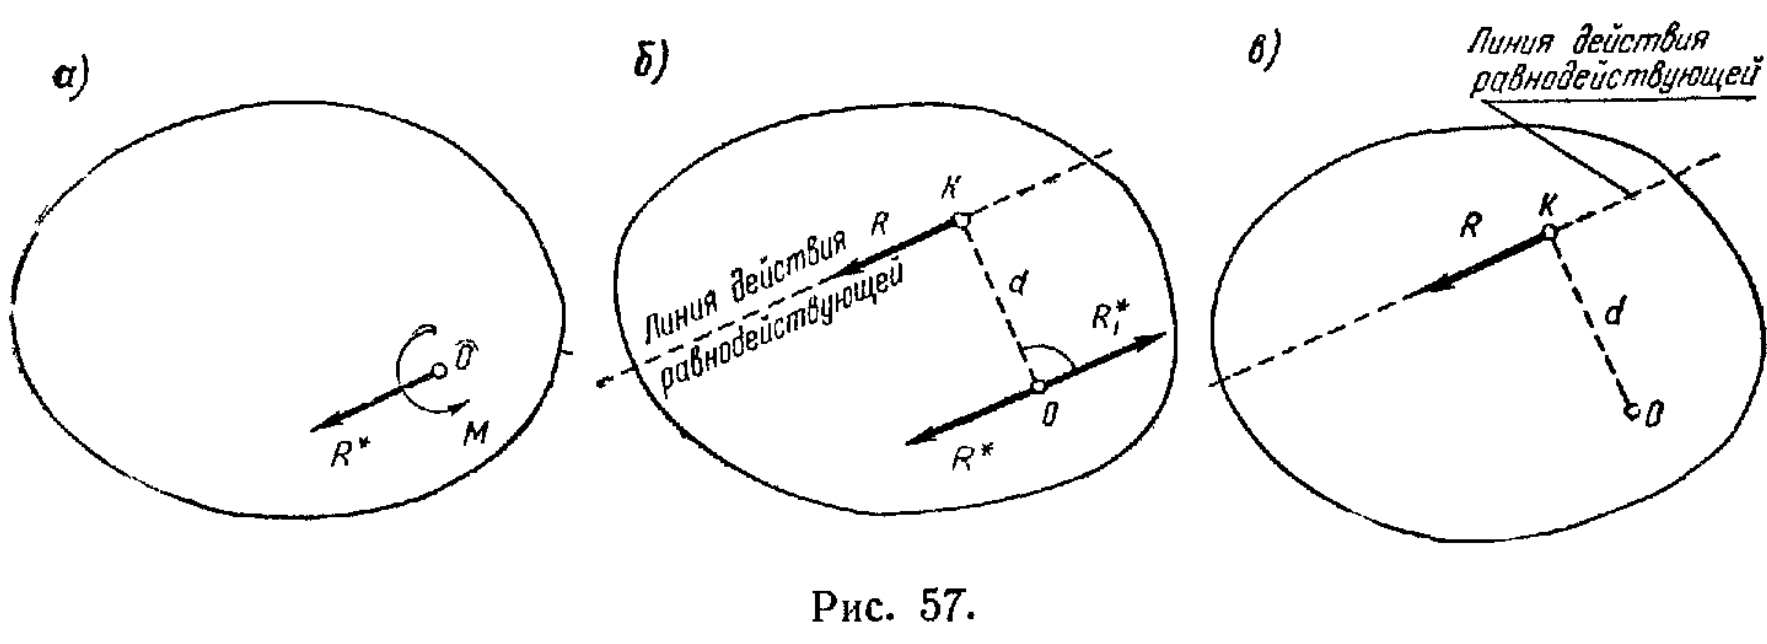 а)
O
R*
M
б)
K
R
Линия действия
равнодействующей
d
R₁*
O
R*
в)
Линия действия
равнодействующей
K
R
d
O
Рис. 57.